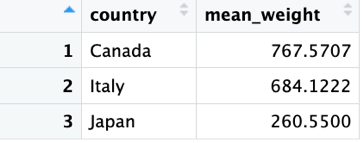 country mean_weight
1 Canada 767.5707
2 Italy 684.1222
3 Japan 260.5500